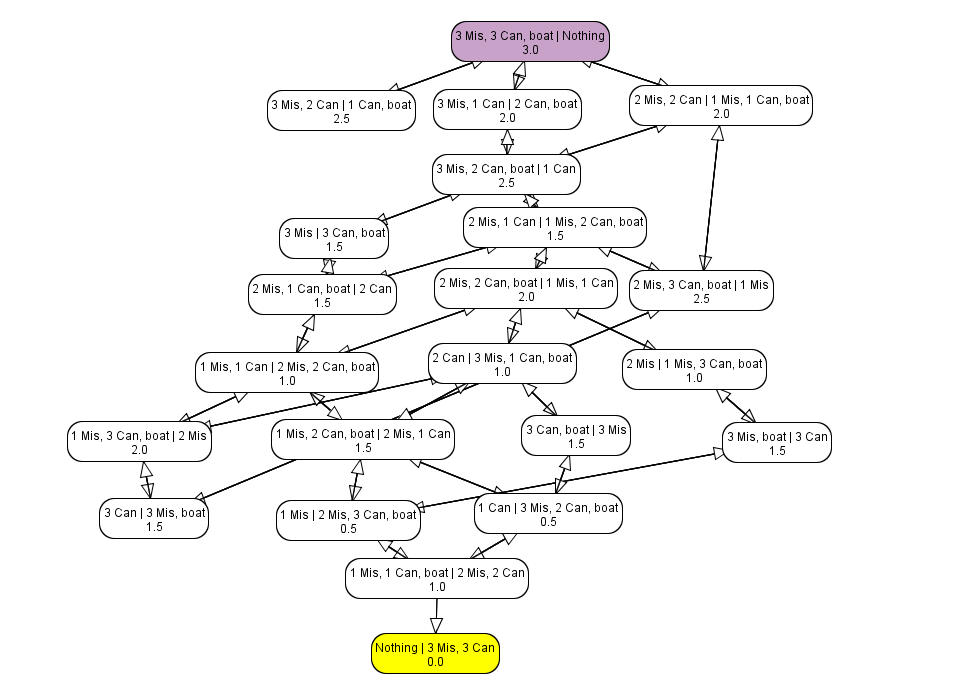 3 Mis, 3 Can, boat | Nothing
3.0
3 Mis, 2 Can | 1 Can, boat
2.5
3 Mis, 1 Can | 2 Can, boat
2.0
2 Mis, 2 Can | 1 Mis, 1 Can, boat
2.0
3 Mis, 2 Can, boat | 1 Can
2.5
2 Mis, 1 Can | 1 Mis, 2 Can, boat
1.5
3 Mis | 3 Can, boat
1.5
2 Mis, 1 Can, boat | 2 Can
1.5
2 Mis, 2 Can, boat | 1 Mis, 1 Can
2.0
2 Mis, 3 Can, boat | 1 Mis
2.5
1 Mis, 1 Can | 2 Mis, 2 Can, boat
1.0
2 Can | 3 Mis, 1 Can, boat
1.0
2 Mis | 1 Mis, 3 Can, boat
1.0
1 Mis, 3 Can, boat | 2 Mis
2.0
1 Mis, 2 Can, boat | 2 Mis, 1 Can
1.5
3 Can, boat | 3 Mis
1.5
3 Mis, boat | 3 Can
1.5
3 Can | 3 Mis, boat
1.5
1 Mis | 2 Mis, 3 Can, boat
0.5
1 Can | 3 Mis, 2 Can, boat
0.5
1 Mis, 1 Can, boat | 2 Mis, 2 Can
1.0
Nothing | 3 Mis, 3 Can
0.0